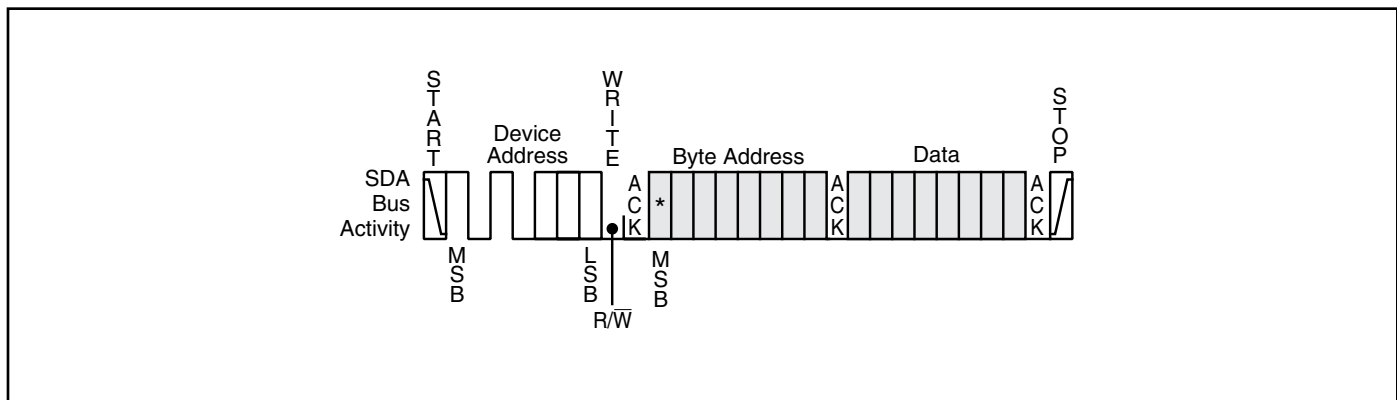 START
WRITE
STOP
Device
Address
Byte Address
Data
SDA
Bus
Activity
ACK
*
ACK
ACK
MSB
LSB
MSB
R/W̅